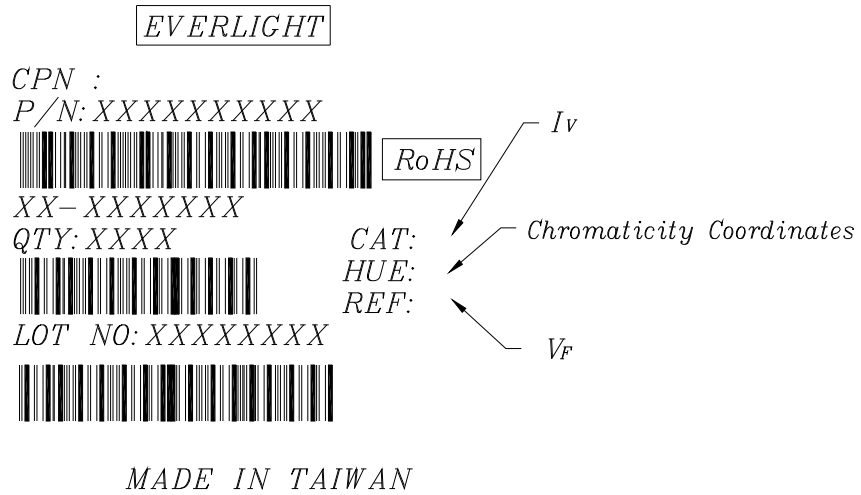 EVERLIGHT
CPN :
P/N: XXXXXXXXXX
RoHS
XX-XXXXXXX
QTY: XXXX
CAT:
HUE:
REF:
LOT NO: XXXXXXXX
MADE IN TAIWAN
Iv
Chromaticity Coordinates
VF